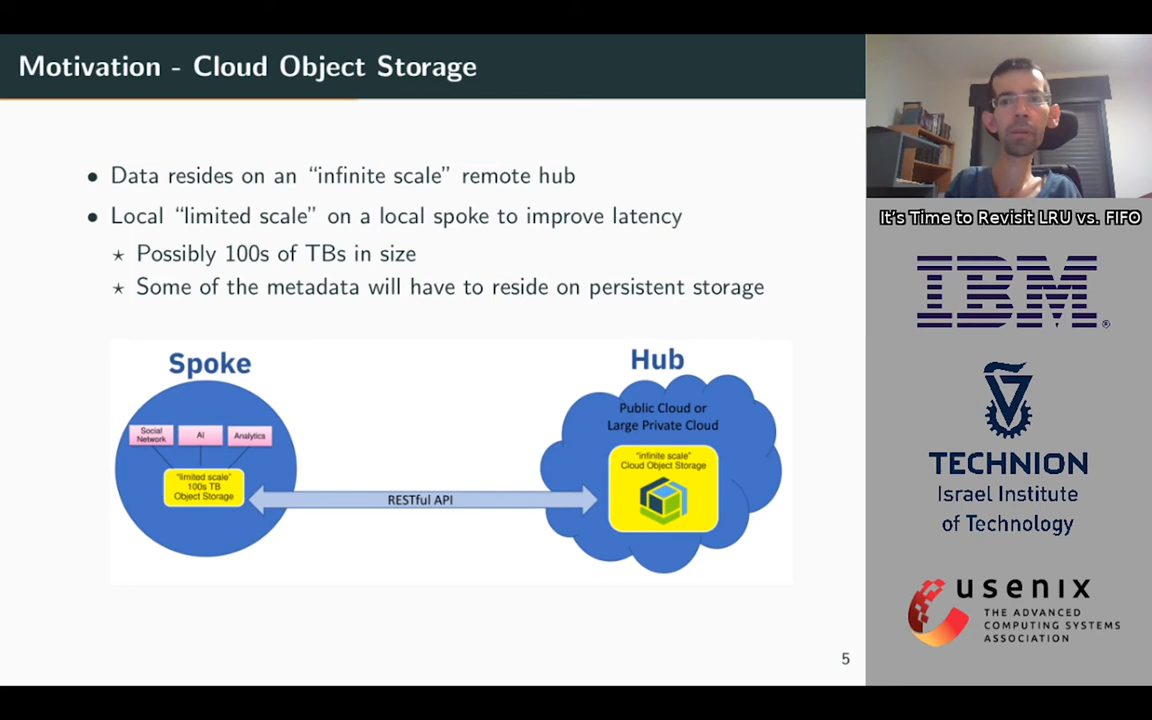 Motivation - Cloud Object Storage
• Data resides on an “infinite scale” remote hub
• Local “limited scale” on a local spoke to improve latency
⋆ Possibly 100s of TBs in size
⋆ Some of the metadata will have to reside on persistent storage
Spoke
Social
Network
AI
Analytics
"limited scale"
100s TB
Object Storage
RESTful API
Hub
Public Cloud or
Large Private Cloud
"infinite scale"
Cloud Object Storage
5
It's Time to Revisit LRU vs. FIFO
IBM®
TECHNION
Israel Institute
of Technology
usenix
THE ADVANCED
COMPUTING SYSTEMS
ASSOCIATION